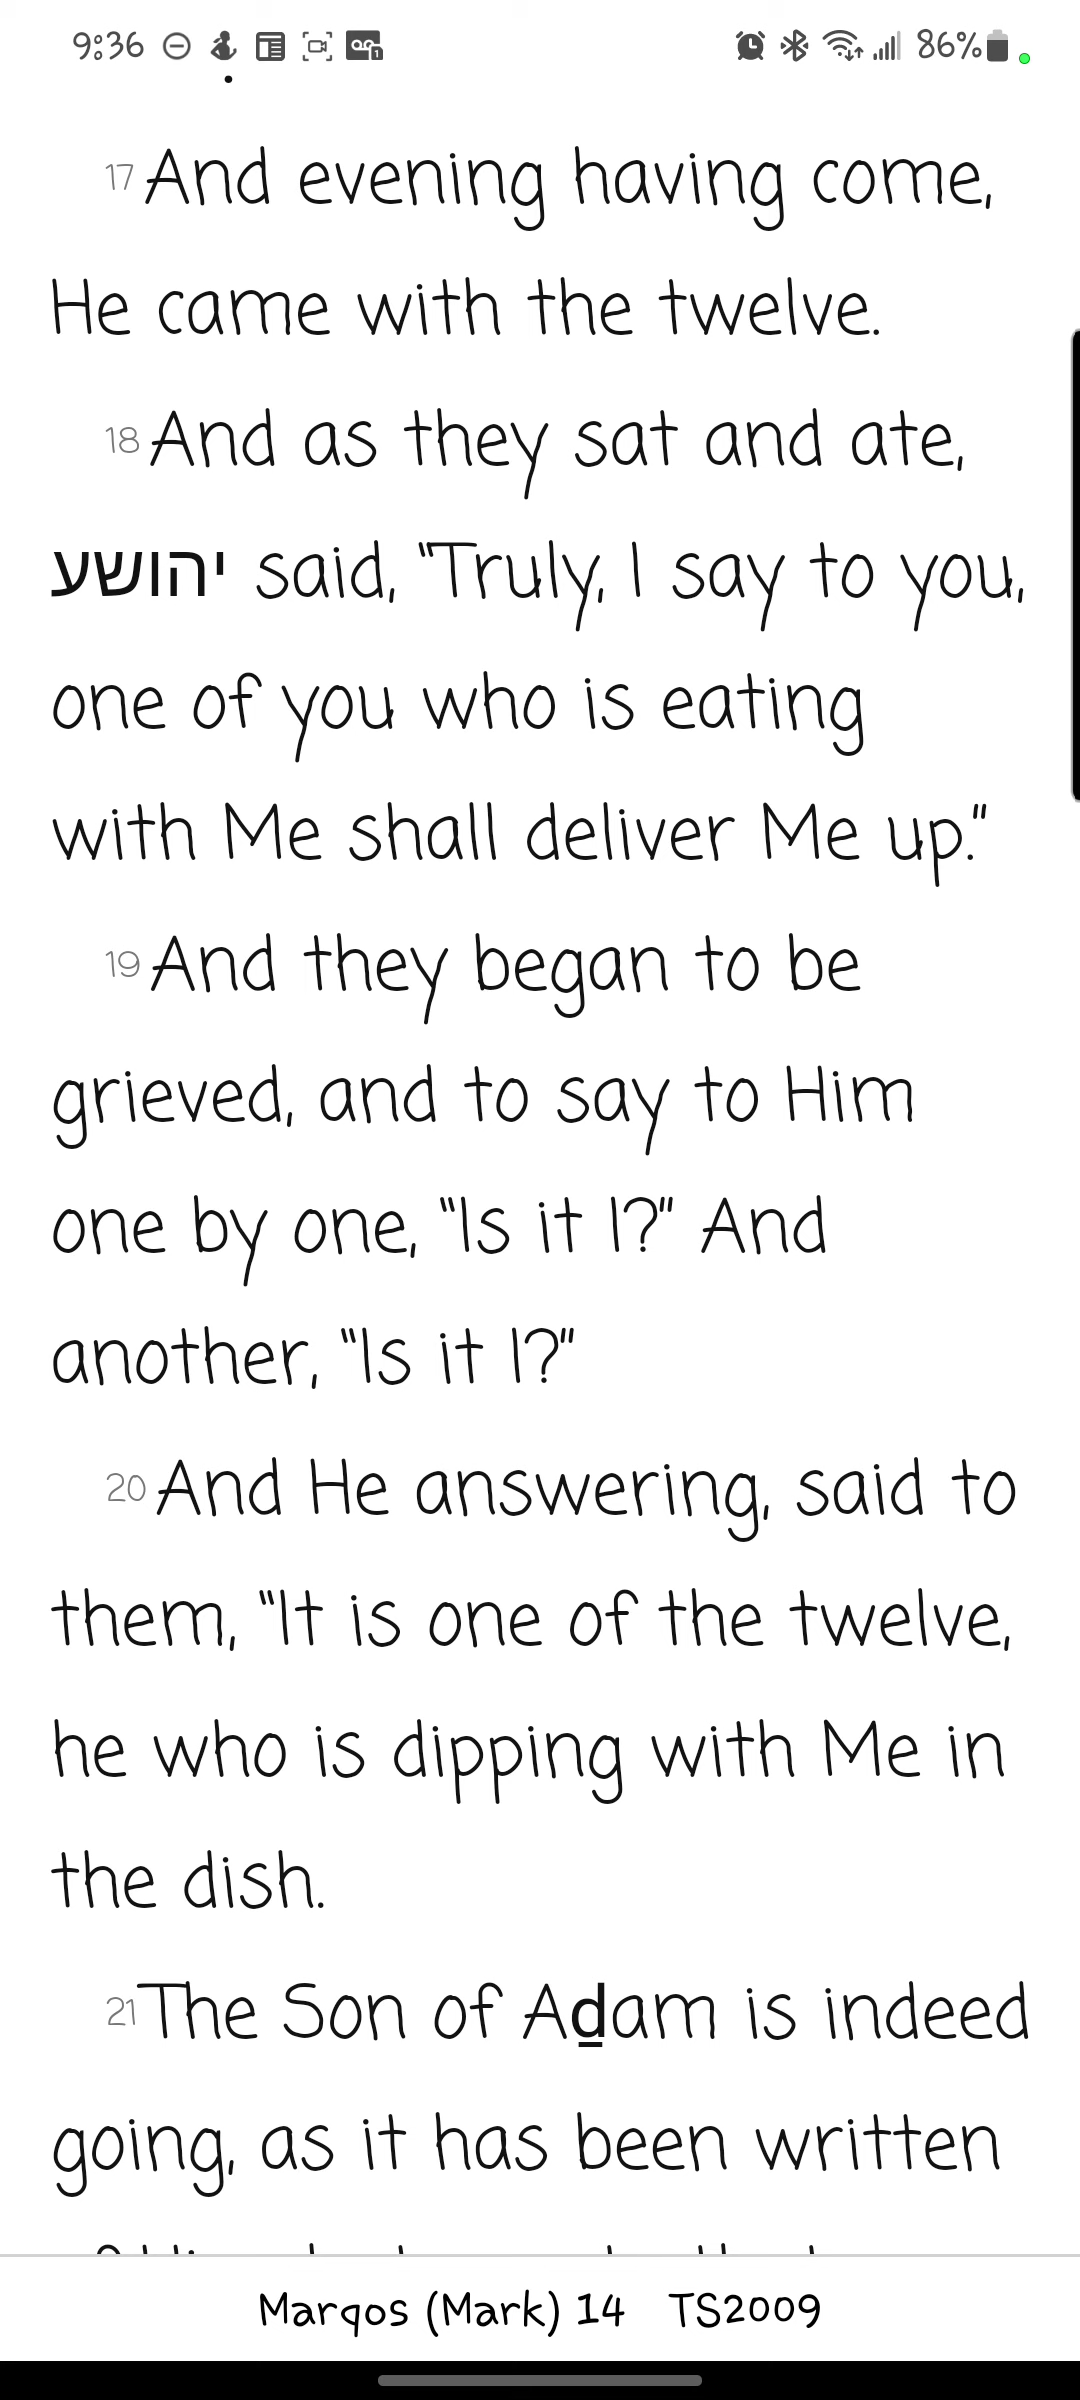 9:36 86%
17 And evening having come,
He came with the twelve.
18 And as they sat and ate,
יהושע said, "Truly, I say to you,
one of you who is eating
with Me shall deliver Me up."
19 And they began to be
grieved, and to say to Him
one by one, "Is it I?" And
another, "Is it I?"
20 And He answering, said to
them, "It is one of the twelve,
he who is dipping with Me in
the dish.
21 The Son of Aḏam is indeed
going, as it has been written
Marqos (Mark) 14 TS2009